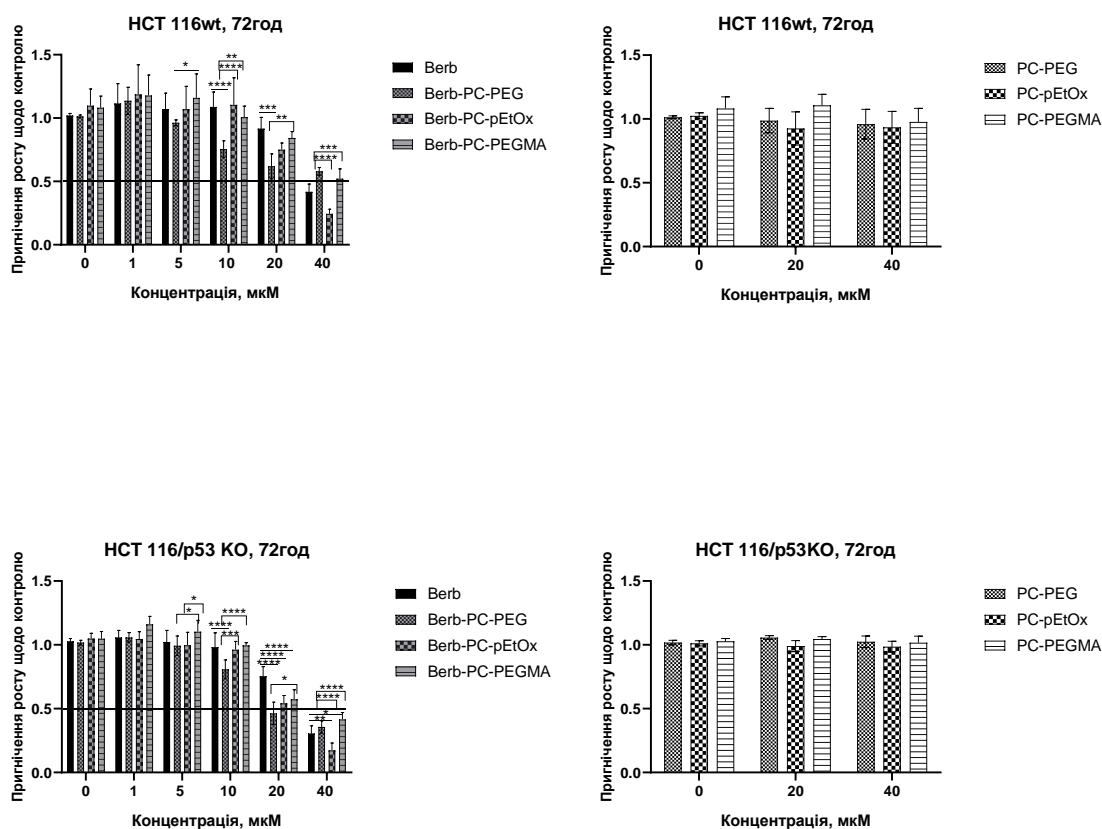 HCT 116wt, 72год
Пригнічення росту щодо контролю
1.5
1.0
0.5
0.0
* **** ** **** *** ** *** ****
0 1 5 10 20 40
Концентрація, мкМ
Berb
Berb-PC-PEG
Berb-PC-pEtOx
Berb-PC-PEGMA
HCT 116wt, 72год
Пригнічення росту щодо контролю
1.5
1.0
0.5
0.0
0 20 40
Концентрація, мкМ
PC-PEG
PC-pEtOx
PC-PEGMA
HCT 116/p53 KO, 72год
Пригнічення росту щодо контролю
1.5
1.0
0.5
0.0
* * **** **** *** **** **** **** * **** **** * **
0 1 5 10 20 40
Концентрація, мкМ
Berb
Berb-PC-PEG
Berb-PC-pEtOx
Berb-PC-PEGMA
HCT 116/p53KO, 72год
Пригнічення росту щодо контролю
1.5
1.0
0.5
0.0
0 20 40
Концентрація, мкМ
PC-PEG
PC-pEtOx
PC-PEGMA